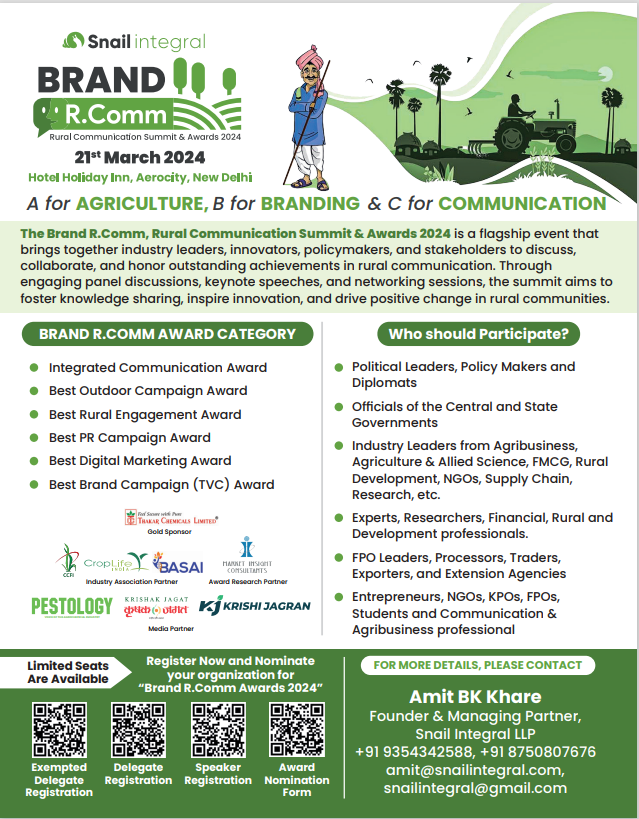 Snail integral
BRAND
R.Comm
Rural Communication Summit & Awards 2024
21st March 2024
Hotel Holiday Inn, Aerocity, New Delhi
A for AGRICULTURE, B for BRANDING & C for COMMUNICATION
The Brand R.Comm, Rural Communication Summit & Awards 2024 is a flagship event that
brings together industry leaders, innovators, policymakers, and stakeholders to discuss,
collaborate, and honor outstanding achievements in rural communication. Through
engaging panel discussions, keynote speeches, and networking sessions, the summit aims to
foster knowledge sharing, inspire innovation, and drive positive change in rural communities.
BRAND R.COMM AWARD CATEGORY
Integrated Communication Award
Best Outdoor Campaign Award
Best Rural Engagement Award
Best PR Campaign Award
Best Digital Marketing Award
Best Brand Campaign (TVC) Award
Feel Secure with Pure
THAKAR CHEMICALS LIMITED
Gold Sponsor
CCFI
CropLife
INDIA
BASAI
Industry Association Partner
MARKET INSIGHT
CONSULTANTS
Award Research Partner
PESTOLOGY
KRISHAK JAGAT
कृषक जगत
KJ KRISHI JAGRAN
Media Partner
Who should Participate?
Political Leaders, Policy Makers and
Diplomats
Officials of the Central and State
Governments
Industry Leaders from Agribusiness,
Agriculture & Allied Science, FMCG, Rural
Development, NGOs, Supply Chain,
Research, etc.
Experts, Researchers, Financial, Rural and
Development professionals.
FPO Leaders, Processors, Traders,
Exporters, and Extension Agencies
Entrepreneurs, NGOs, KPOs, FPOs,
Students and Communication &
Agribusiness professional
Limited Seats
Are Available
Register Now and Nominate
your organization for
“Brand R.Comm Awards 2024”
Exempted
Delegate
Registration
Delegate
Registration
Speaker
Registration
Award
Nomination
Form
FOR MORE DETAILS, PLEASE CONTACT
Amit BK Khare
Founder & Managing Partner,
Snail Integral LLP
+91 9354342588, +91 8750807676
amit@snailintegral.com,
snailintegral@gmail.com